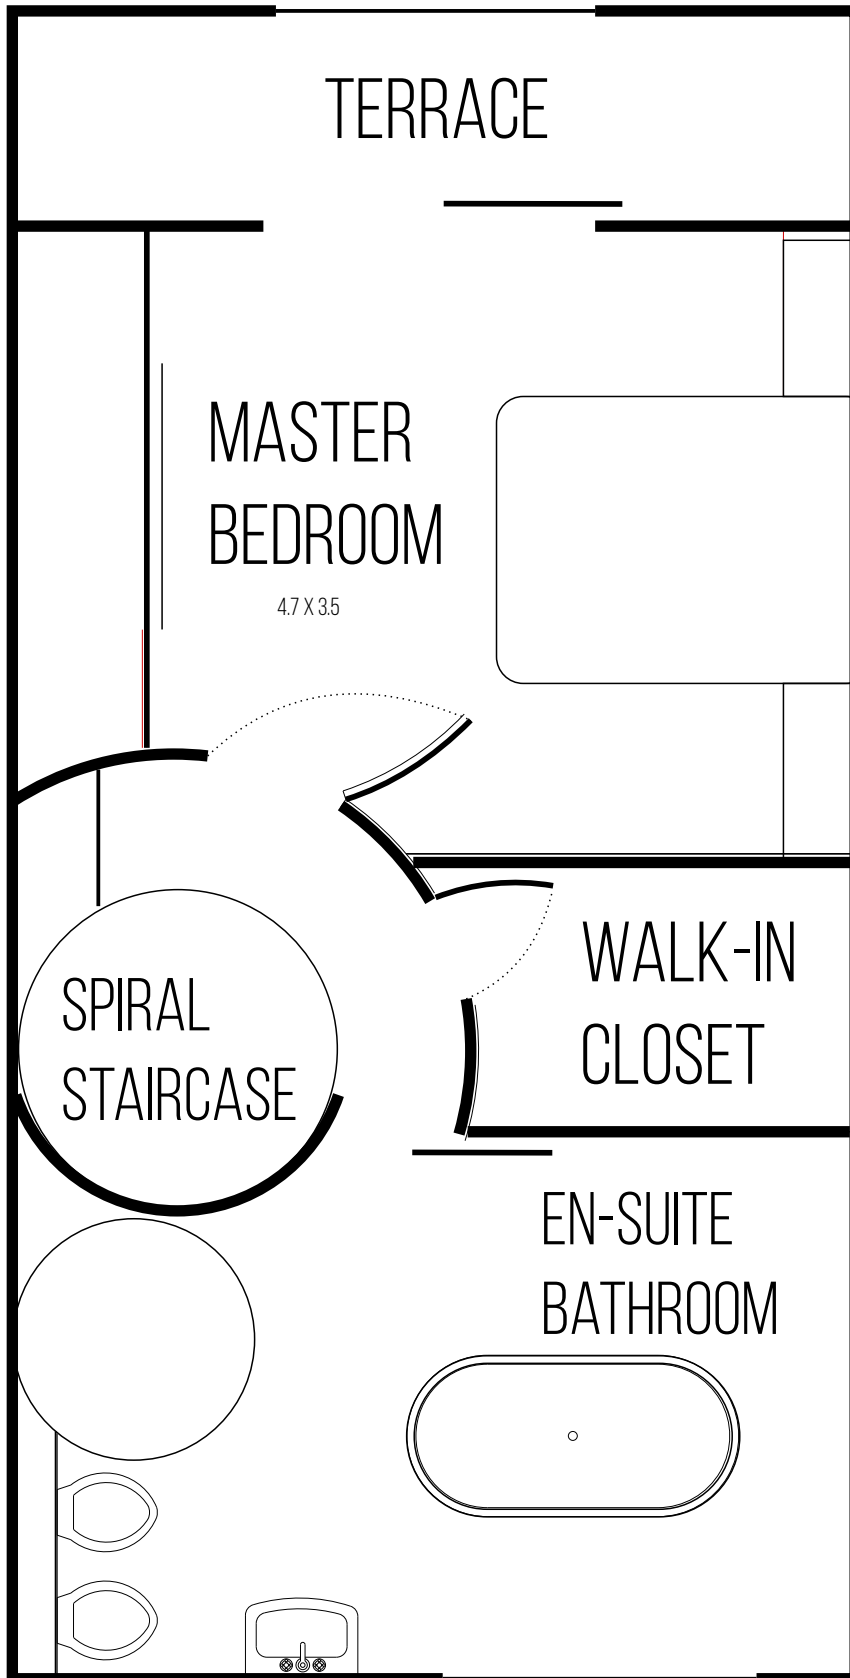 TERRACE
MASTER
BEDROOM
4.7 X 3.5
WALK-IN
CLOSET
SPIRAL
STAIRCASE
EN-SUITE
BATHROOM